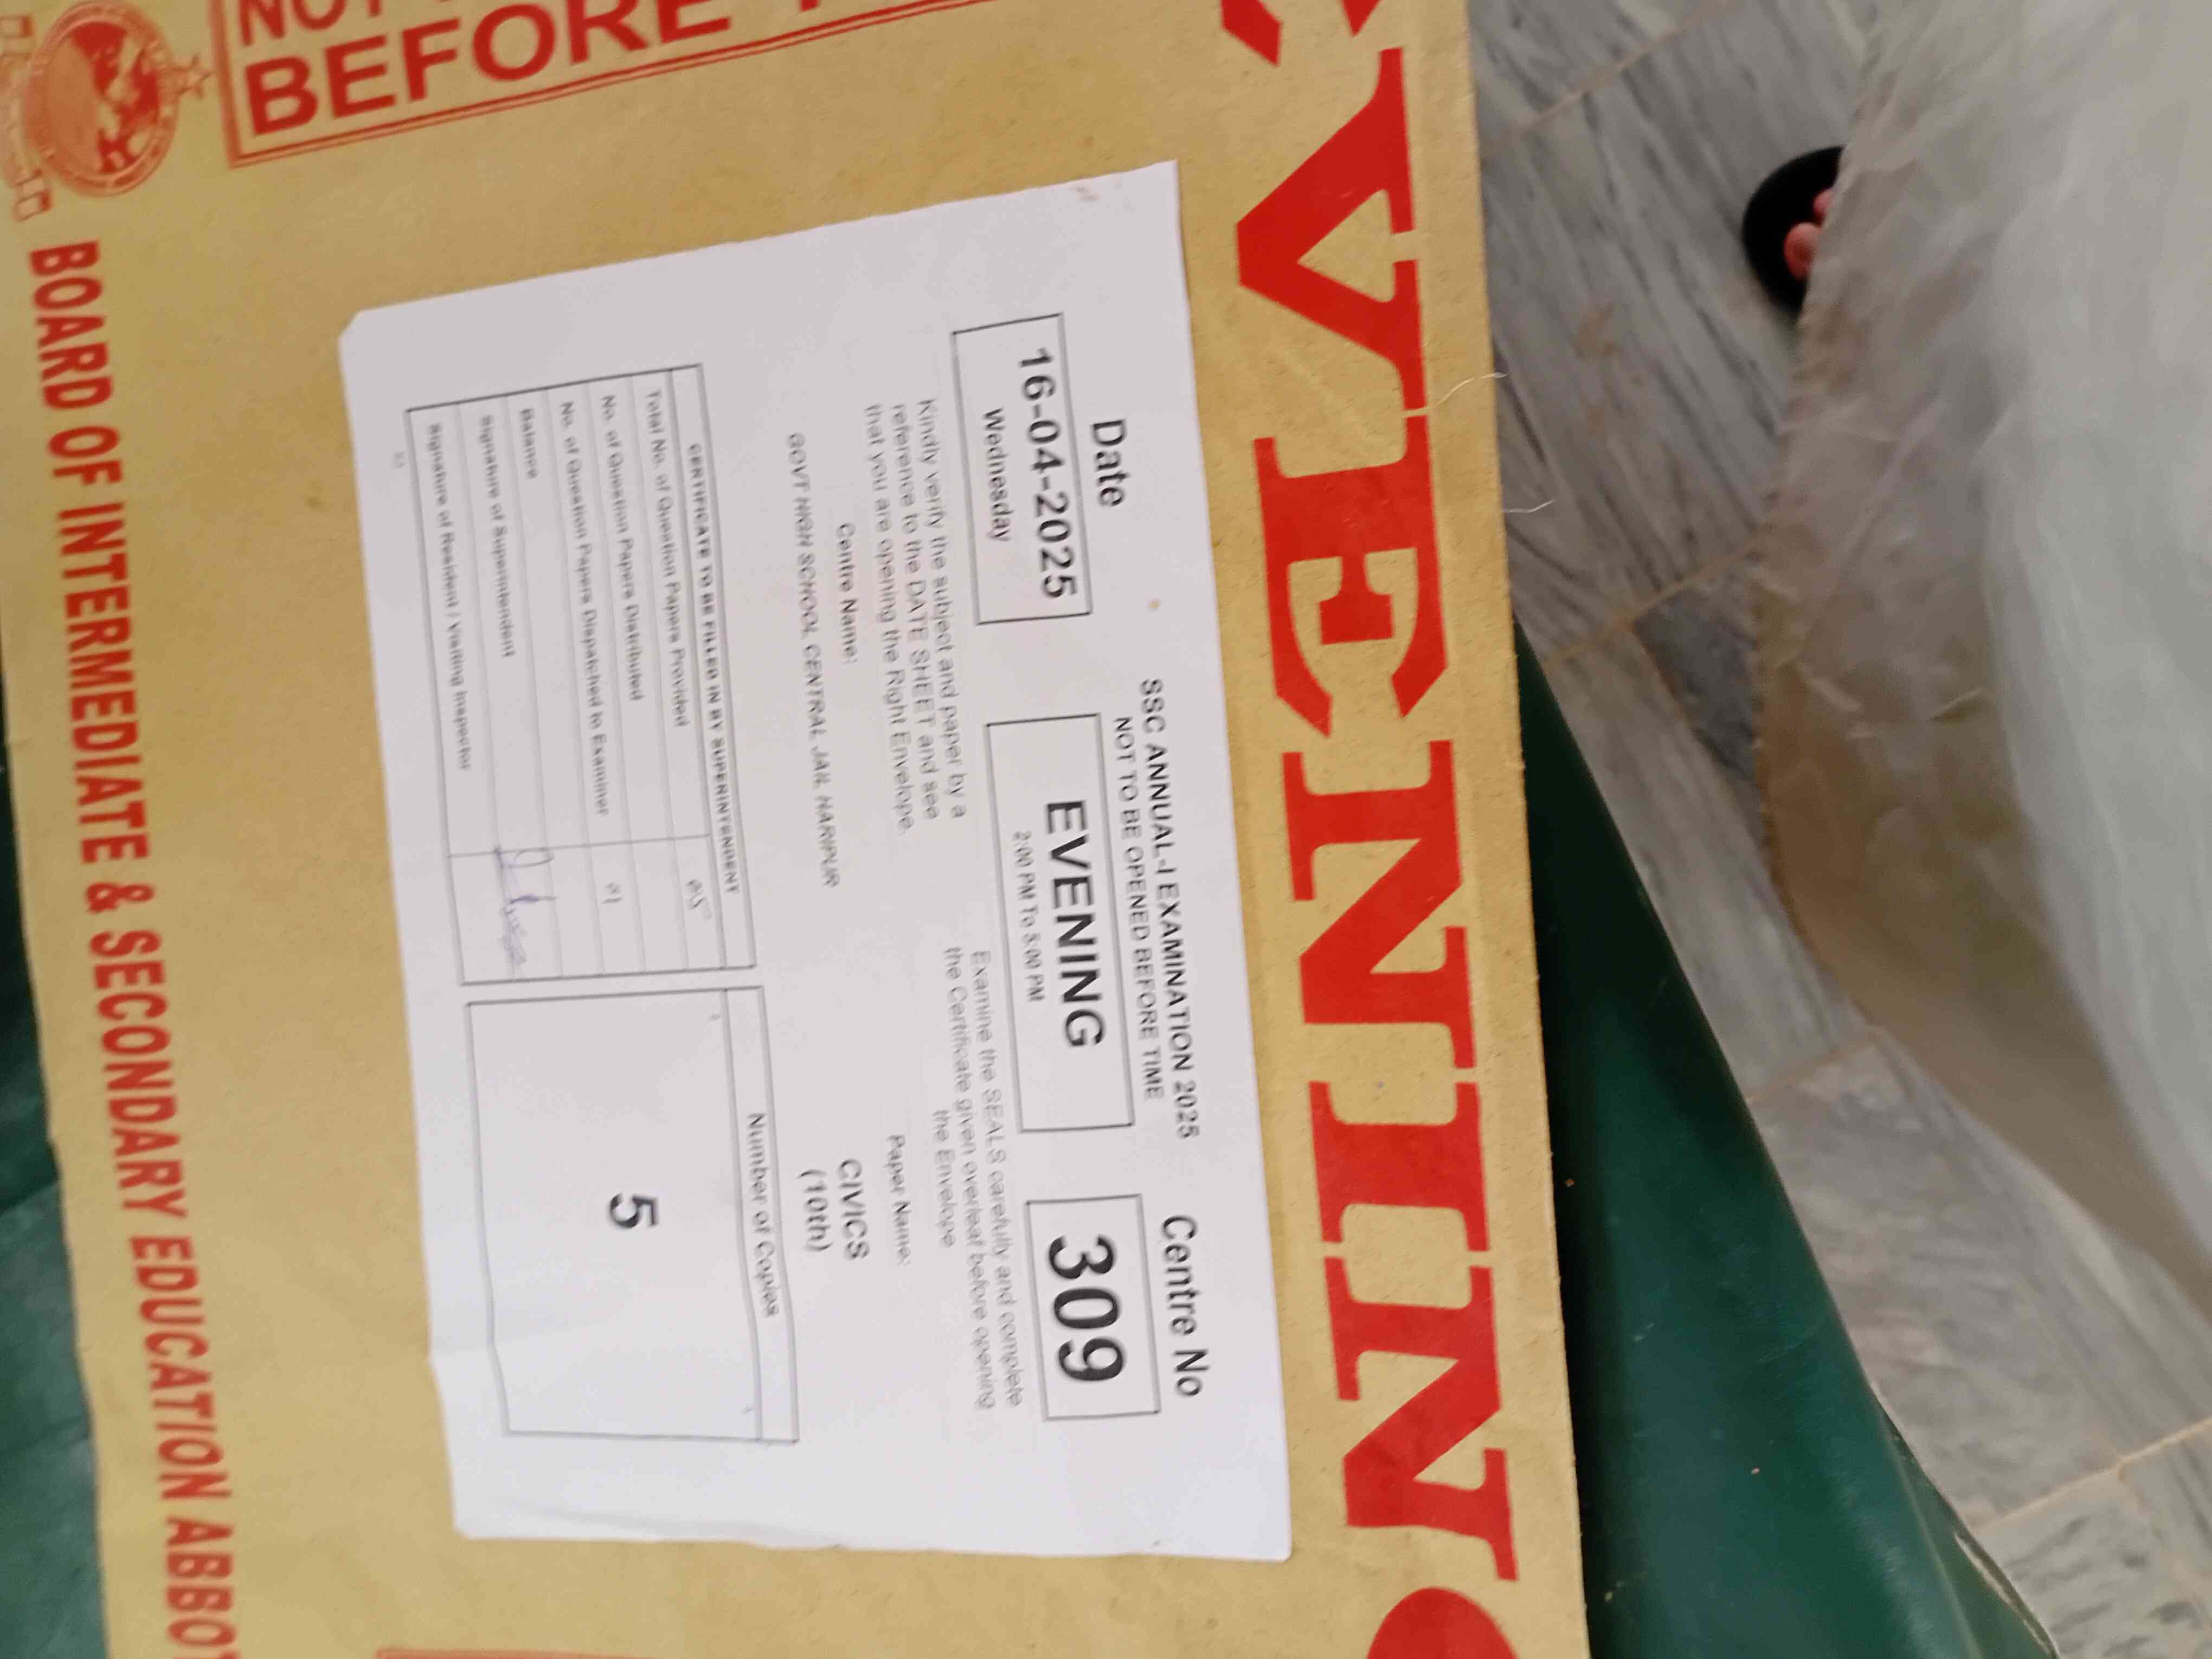 BEFORE
EVENING
Date
16-04-2025
Wednesday
SSC ANNUAL-I EXAMINATION 2025
NOT TO BE OPENED BEFORE TIME
EVENING
2:00 PM To 5:00 PM
Centre No
309
Kindly verify the subject and paper by a
reference to the DATE SHEET and see
that you are opening the Right Envelope.
Examine the SEALS carefully and complete
the Certificate given overleaf before opening
the Envelope
Centre Name:
GOVT HIGH SCHOOL CENTRAL JAIL HARIPUR
Paper Name:
CIVICS
(10th)
CERTIFICATE TO BE FILLED IN BY SUPERINTENDENT
Total No. of Question Papers Provided 05
No. of Question Papers Distributed 01
No. of Question Papers Dispatched to Examiner
Balance
Signature of Superintendent
Signature of Resident / Visiting Inspector
Number of Copies
5
BOARD OF INTERMEDIATE & SECONDARY EDUCATION ABBOT